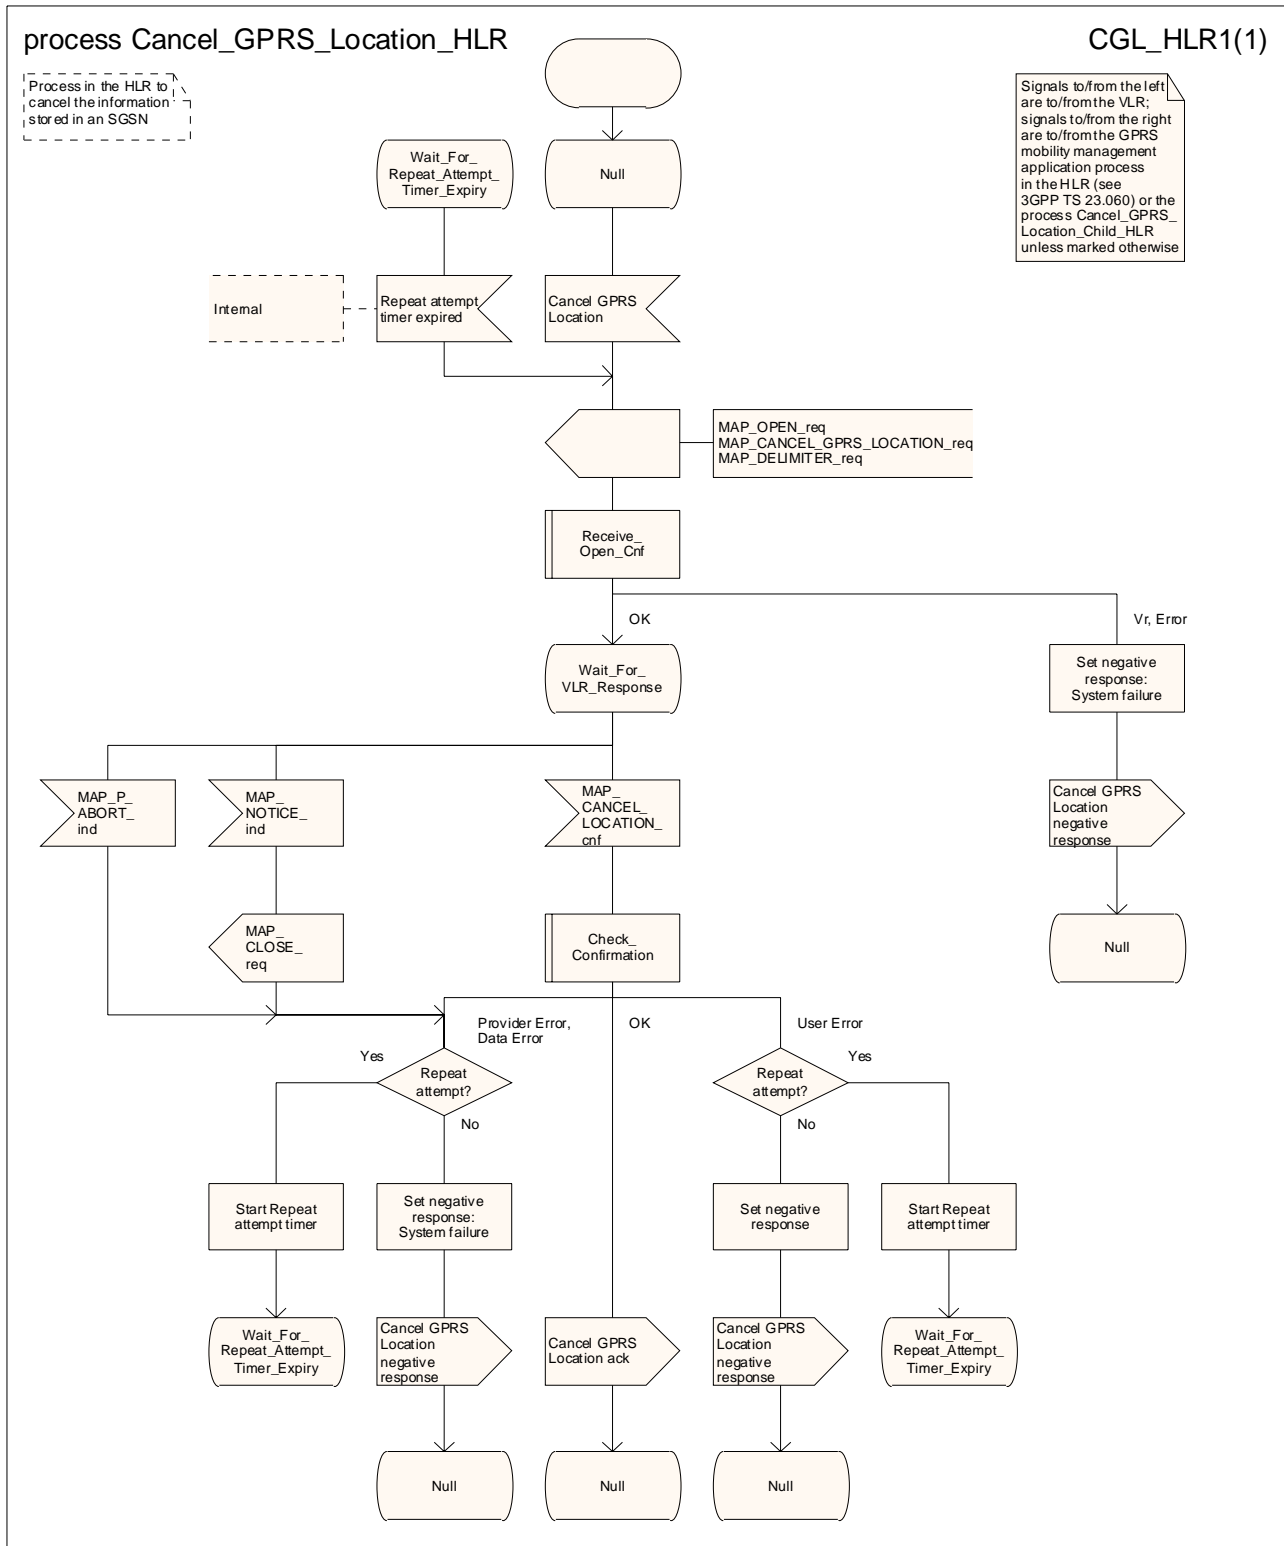 process Cancel_GPRS_Location_HLR
CGL_HLR1(1)
Process in the HLR to
cancel the information
stored in an SGSN
Signals to/from the left
are to/from the VLR;
signals to/from the right
are to/from the GPRS
mobility management
application process
in the HLR (see
3GPP TS 23.060) or the
process Cancel_GPRS_
Location_Child_HLR
unless marked otherwise
Wait_For_
Repeat_Attempt_
Timer_Expiry
Null
Internal
Repeat attempt
timer expired
Cancel GPRS
Location
MAP_OPEN_req
MAP_CANCEL_GPRS_LOCATION_req
MAP_DELIMITER_req
Receive_
Open_Cnf
OK
Vr, Error
Wait_For_
VLR_Response
Set negative
response:
System failure
MAP_P_
ABORT_
ind
MAP_
NOTICE_
ind
MAP_
CANCEL_
LOCATION_
cnf
Cancel GPRS
Location
negative
response
MAP_
CLOSE_
req
Check_
Confirmation
Null
Provider Error,
Data Error
OK
User Error
Yes
Repeat
attempt?
No
Yes
Repeat
attempt?
No
Start Repeat
attempt timer
Set negative
response:
System failure
Set negative
response
Start Repeat
attempt timer
Wait_For_
Repeat_Attempt_
Timer_Expiry
Cancel GPRS
Location
negative
response
Cancel GPRS
Location ack
Cancel GPRS
Location
negative
response
Wait_For_
Repeat_Attempt_
Timer_Expiry
Null
Null
Null